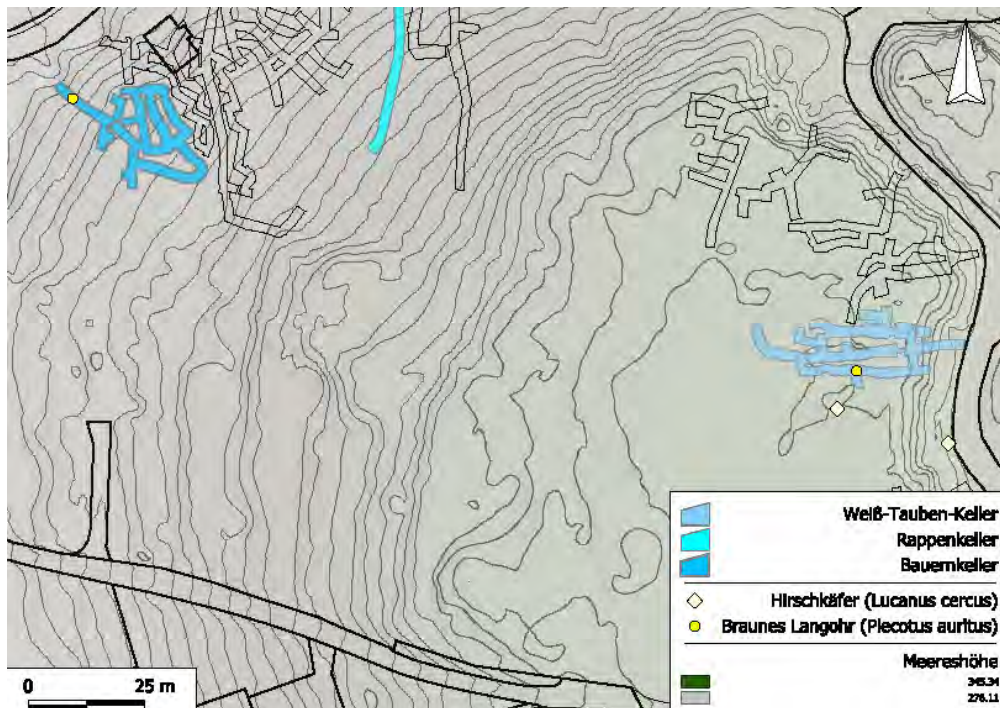 Weiß-Tauben-Keller
Rappenkeller
Bauernkeller
Hirschkäfer (Lucanus cercus)
Braunes Langohr (Plecotus auritus)
Meereshöhe
345.34
276.11
0 25 m